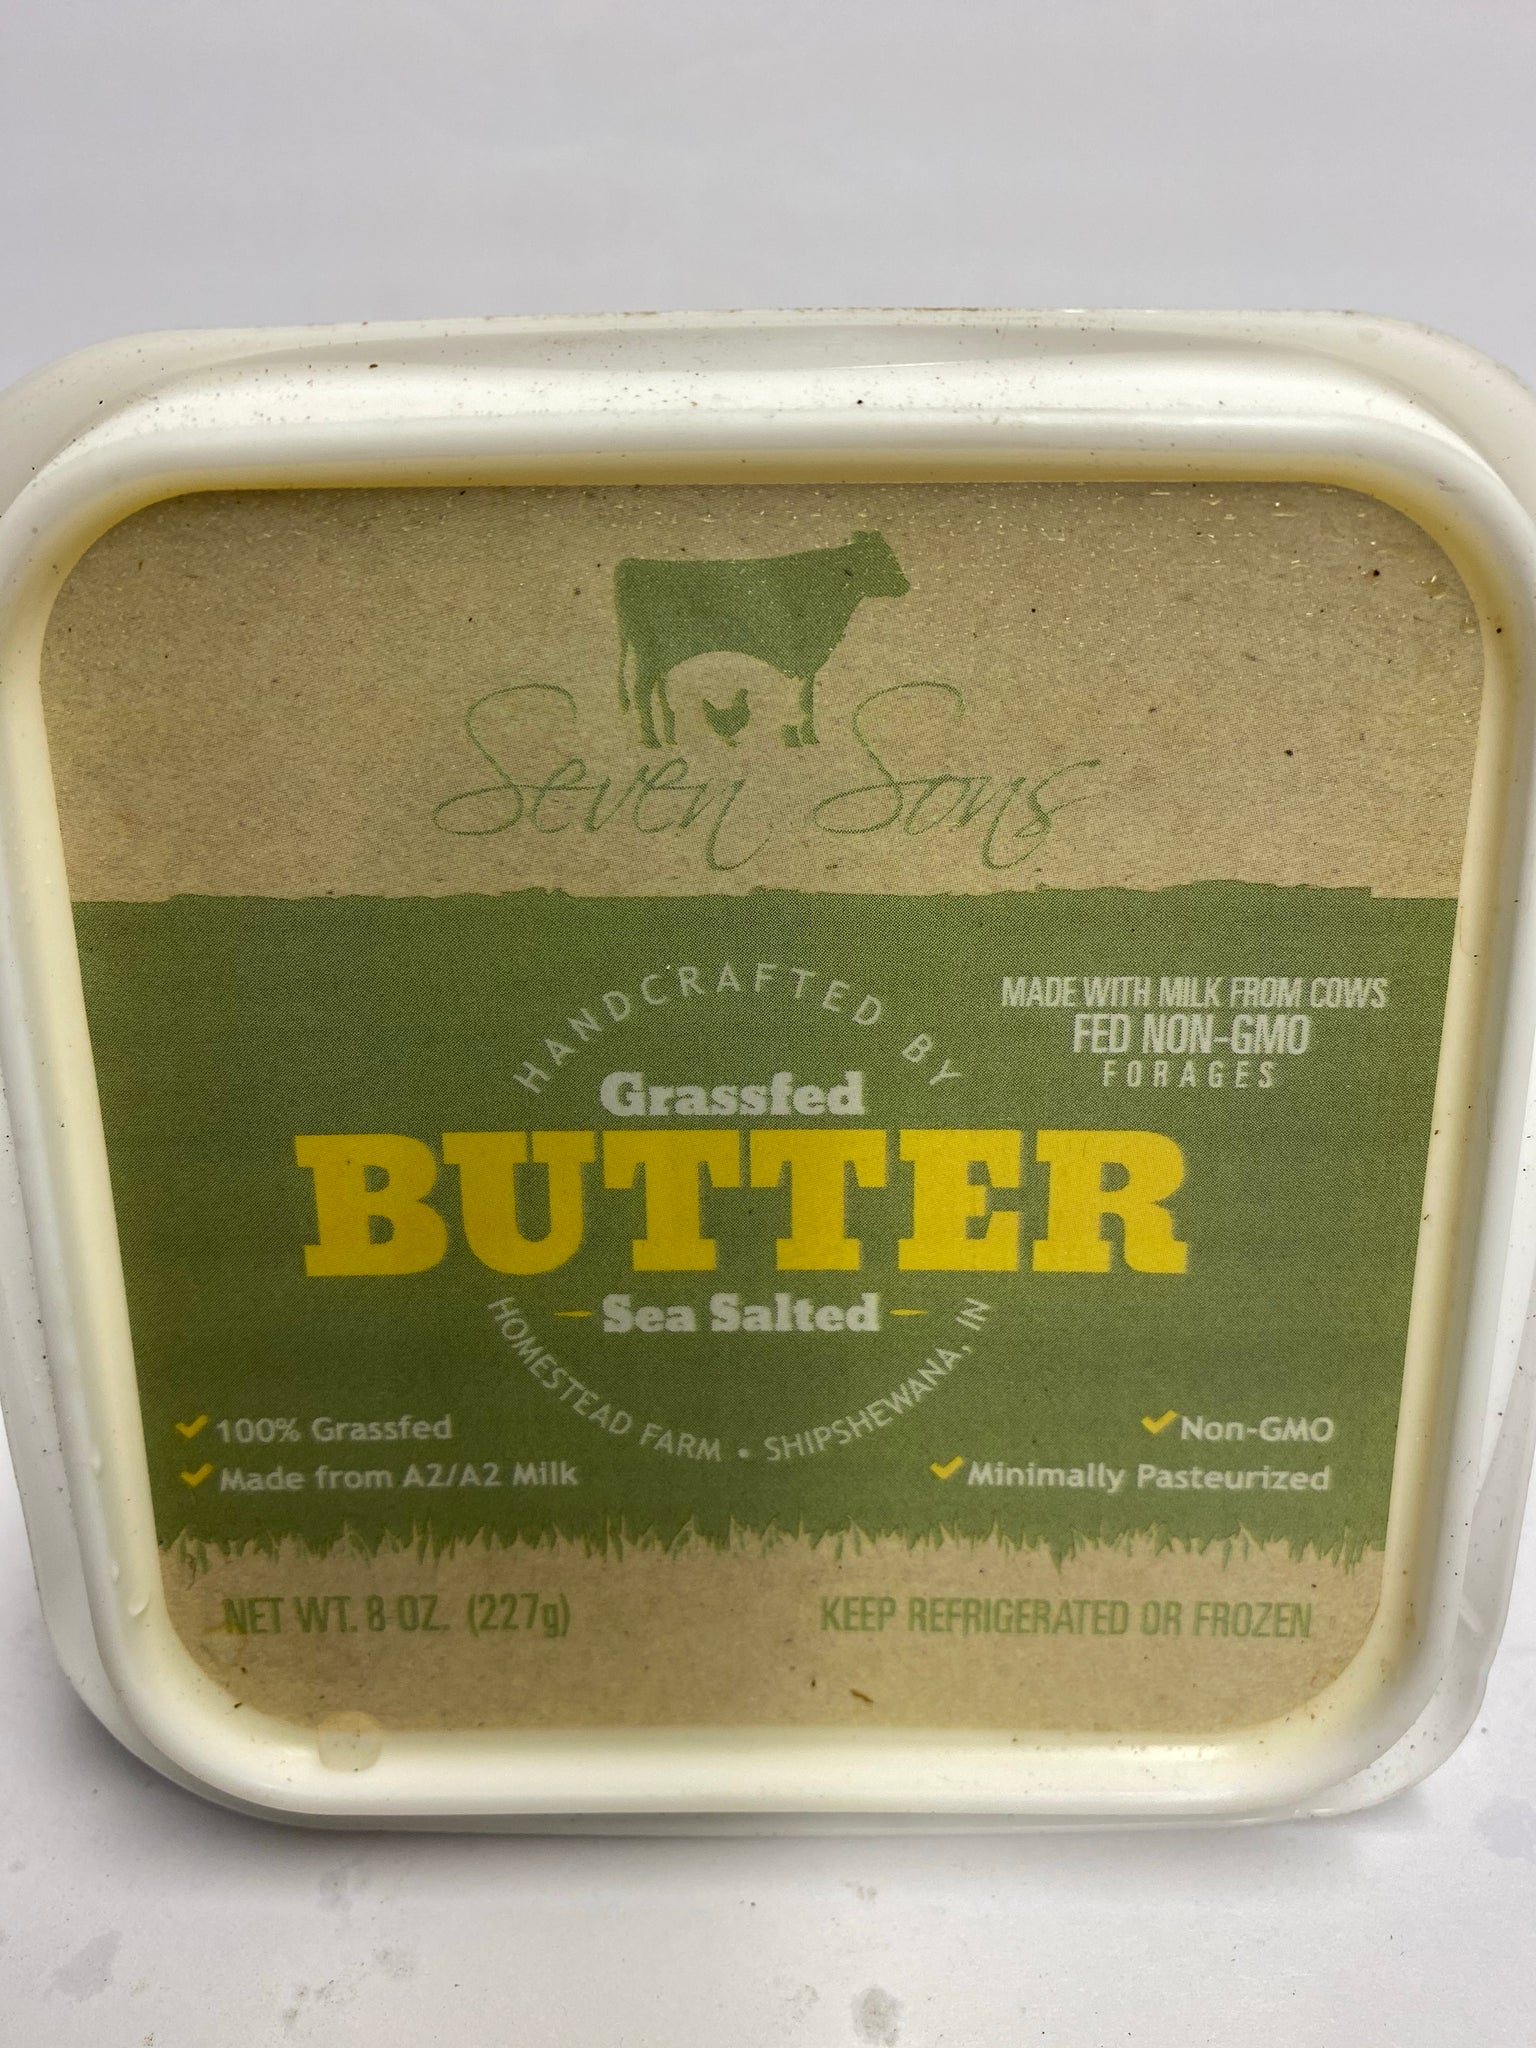 Seven Sons
HANDCRAFTED BY
MADE WITH MILK FROM COWS
FED NON-GMO
FORAGES
Grassfed
BUTTER
Sea Salted
HOMESTEAD FARM • SHIPSHEWANA, IN
100% Grassfed
Made from A2/A2 Milk
Non-GMO
Minimally Pasteurized
NET WT. 8 OZ. (227g)
KEEP REFRIGERATED OR FROZEN